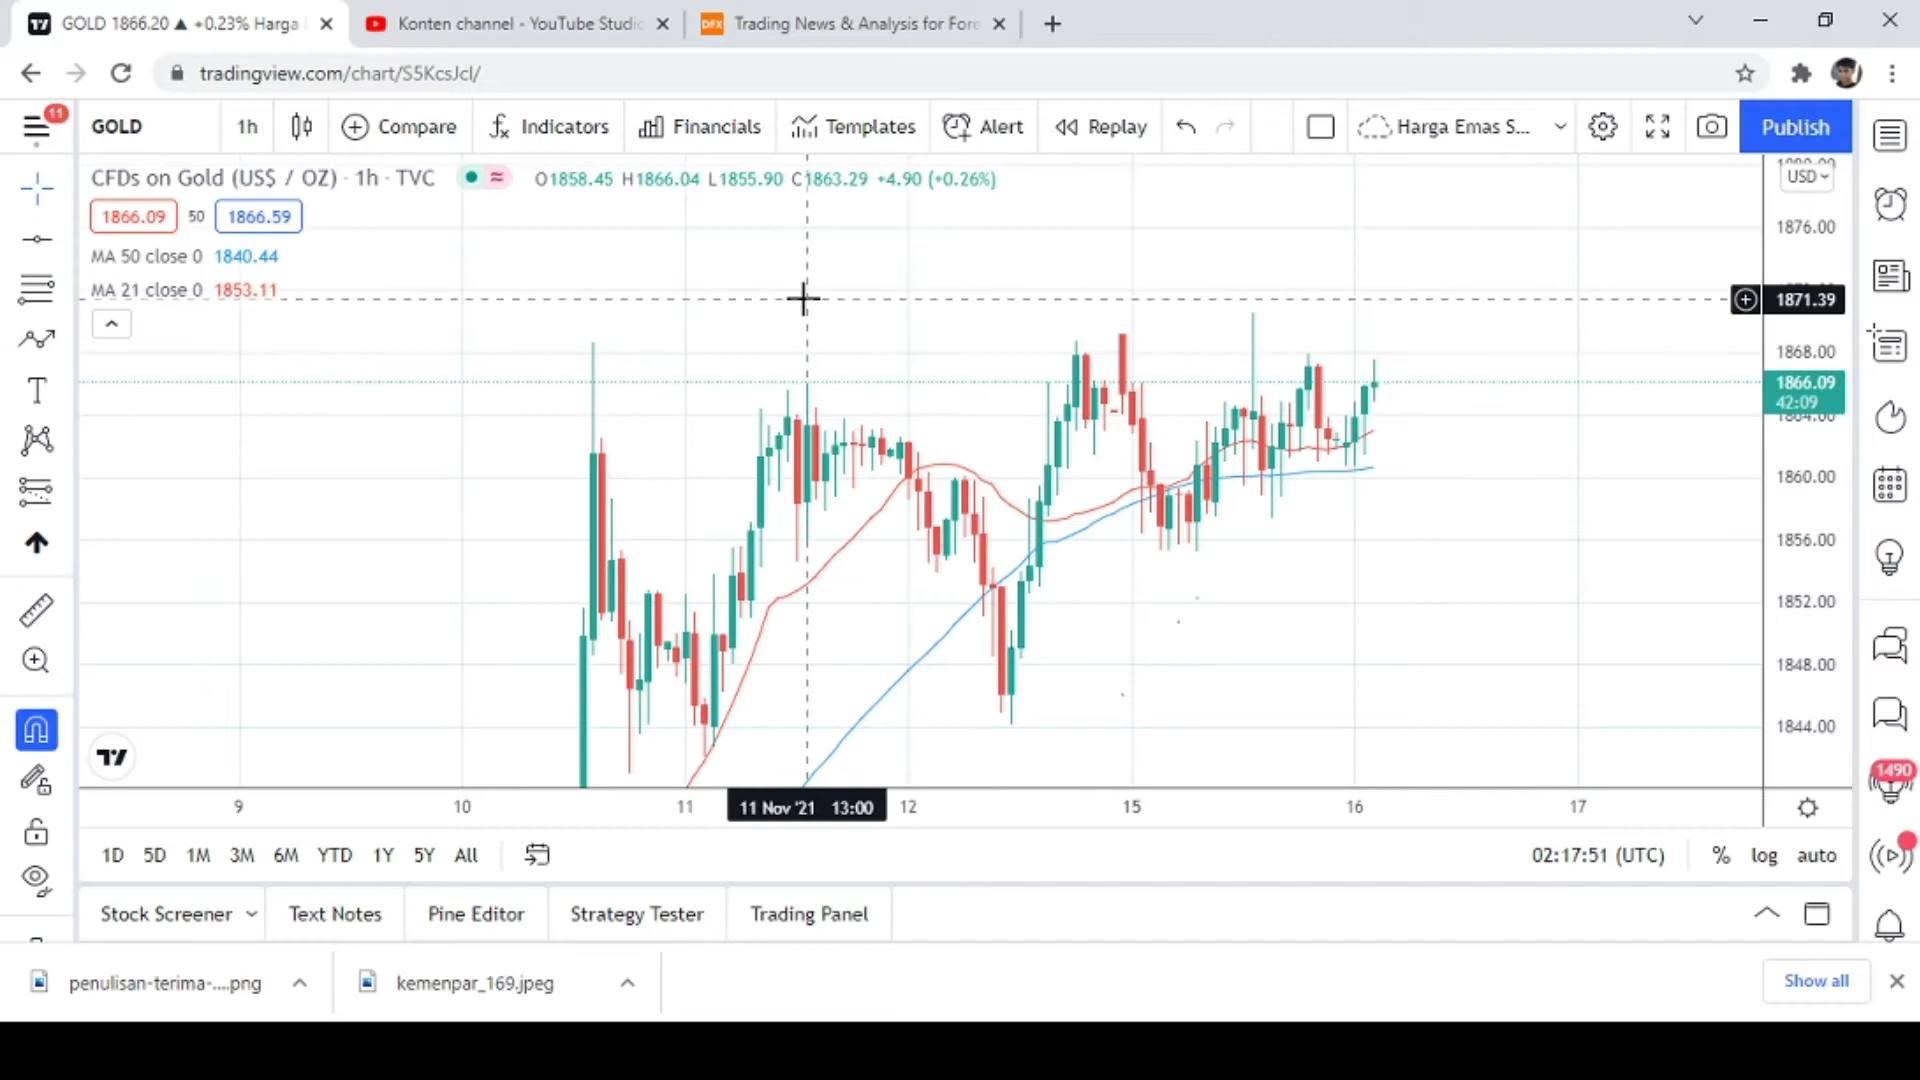 GOLD 1866.20 ▲ +0.23% Harga
Konten channel - YouTube Studio
DFX Trading News & Analysis for Fore
tradingview.com/chart/S5KcsJcl/
11
GOLD
1h
Compare
Indicators
Financials
Templates
Alert
Replay
Harga Emas S...
Publish
CFDs on Gold (US$ / OZ) · 1h · TVC
O1858.45 H1866.04 L1855.90 C1863.29 +4.90 (+0.26%)
USD
1866.09 50 1866.59
1876.00
MA 50 close 0 1840.44
MA 21 close 0 1853.11
1871.39
1868.00
1866.09
42:09
1864.00
1860.00
1856.00
1852.00
1848.00
1844.00
9 10 11 11 Nov '21 13:00 12 15 16 17
1490
1D 5D 1M 3M 6M YTD 1Y 5Y All
02:17:51 (UTC) % log auto
Stock Screener Text Notes Pine Editor Strategy Tester Trading Panel
penulisan-terima-....png
kemenpar_169.jpeg
Show all